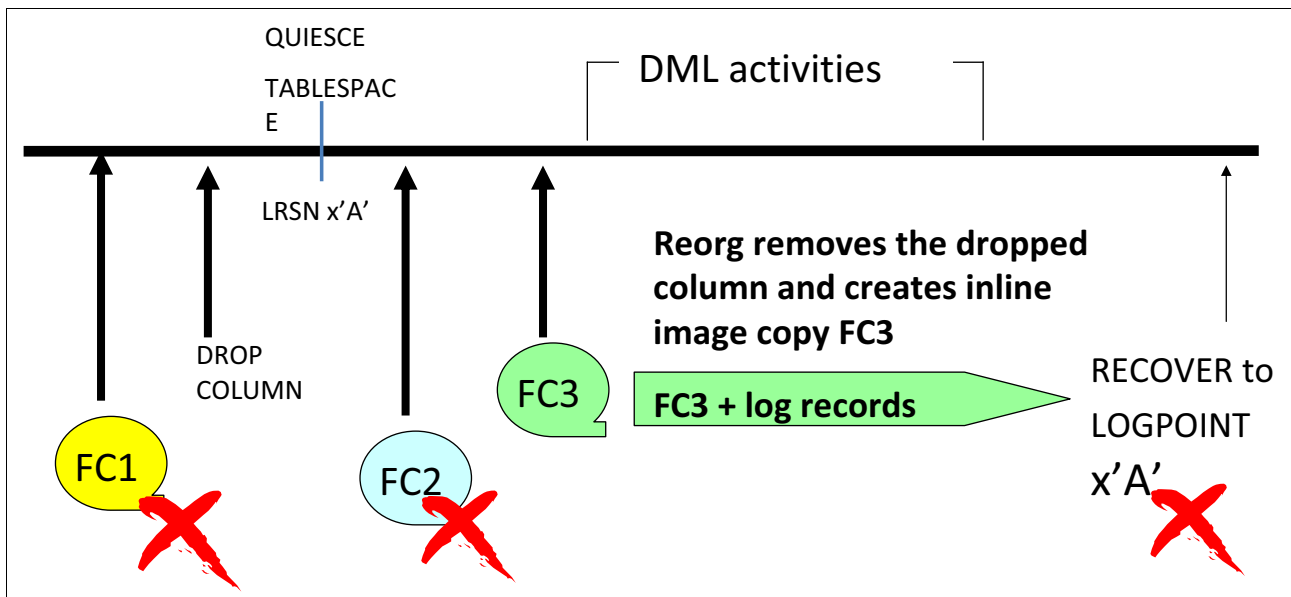 QUIESCE
TABLESPAC
E
DML activities
LRSN x’A’
DROP
COLUMN
Reorg removes the dropped
column and creates inline
image copy FC3
FC1
FC2
FC3
FC3 + log records
RECOVER to
LOGPOINT
x’A’